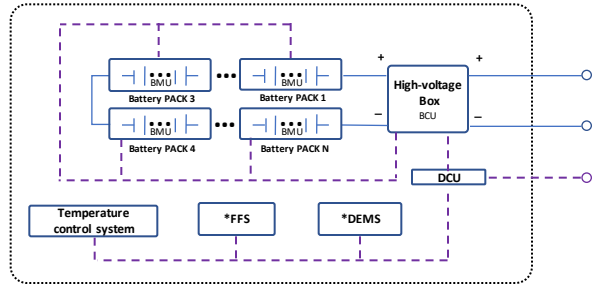 BMU
BMU
Battery PACK 3
Battery PACK 1
+
+
High-voltage
Box
BCU
BMU
BMU
–
–
Battery PACK 4
Battery PACK N
DCU
Temperature
control system
*FFS
*DEMS